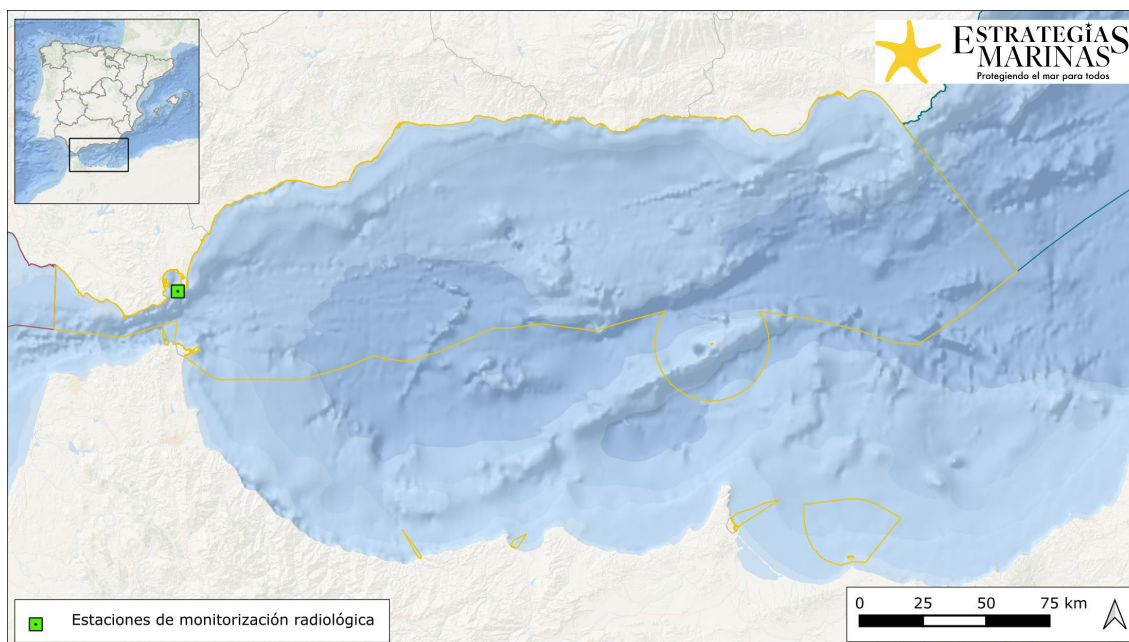 ESTRATEGIAS
MARINAS
Protegiendo el mar para todos
Estaciones de monitorización radiológica
0 25 50 75 km